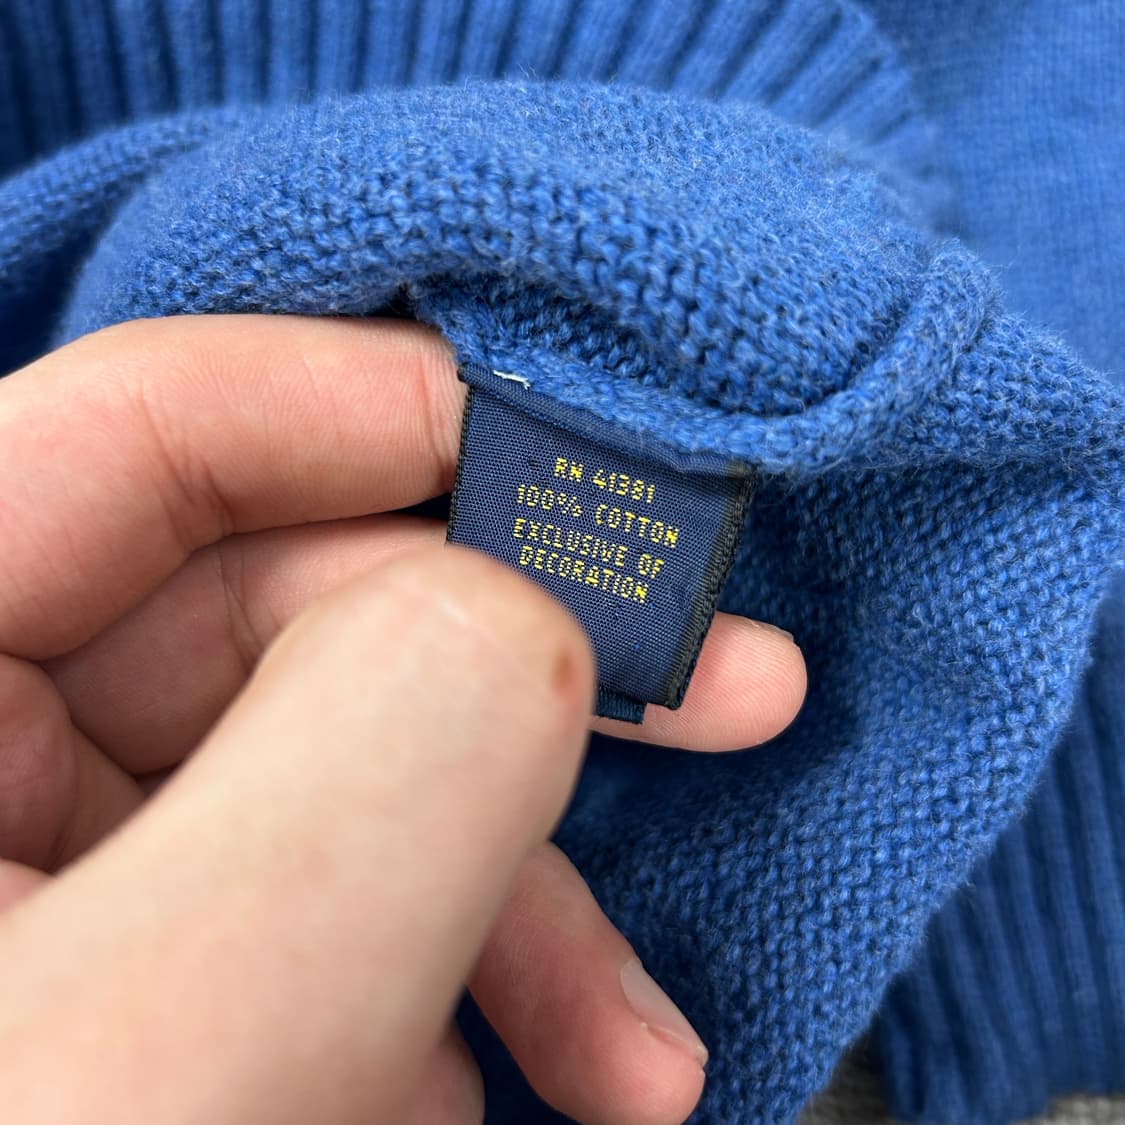 RN 41381
100% COTTON
EXCLUSIVE OF
DECORATION